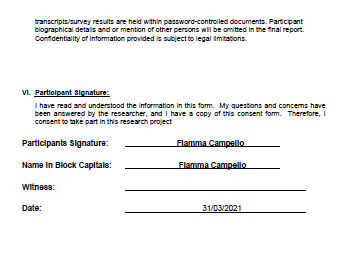 transcripts/survey results are held within password-controlled documents. Participant
biographical details and or mention of other persons will be omitted in the final report.
Confidentiality of information provided is subject to legal limitations.
VI. Participant Signature:
I have read and understood the information in this form. My questions and concerns have
been answered by the researcher, and I have a copy of this consent form. Therefore, I
consent to take part in this research project
Participants Signature: Fiamma Campello
Name in Block Capitals: Fiamma Campello
Witness:
Date: 31/03/2021